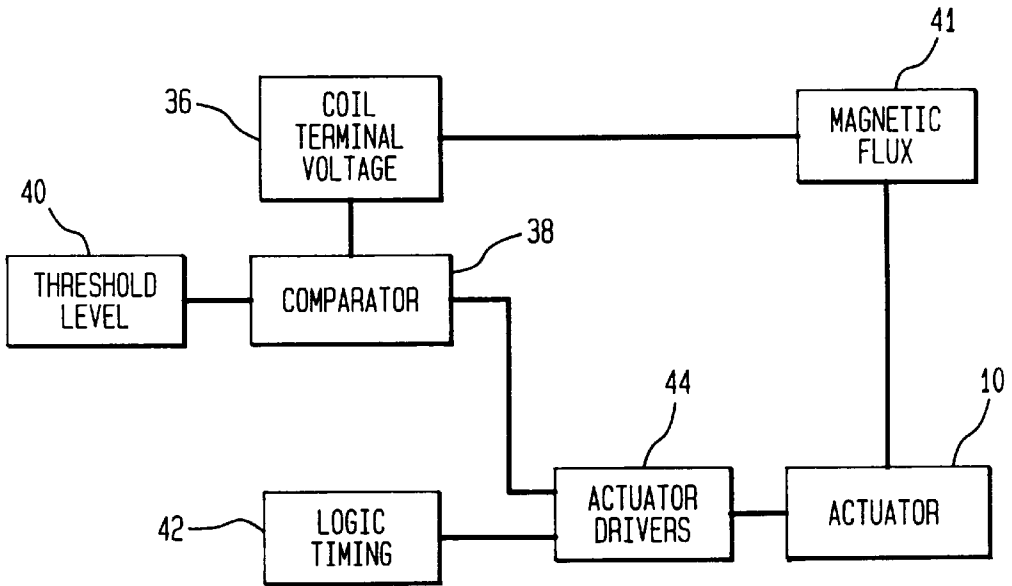 41
36
COIL
TERMINAL
VOLTAGE
MAGNETIC
FLUX
40
38
THRESHOLD
LEVEL
COMPARATOR
44
10
42
LOGIC
TIMING
ACTUATOR
DRIVERS
ACTUATOR